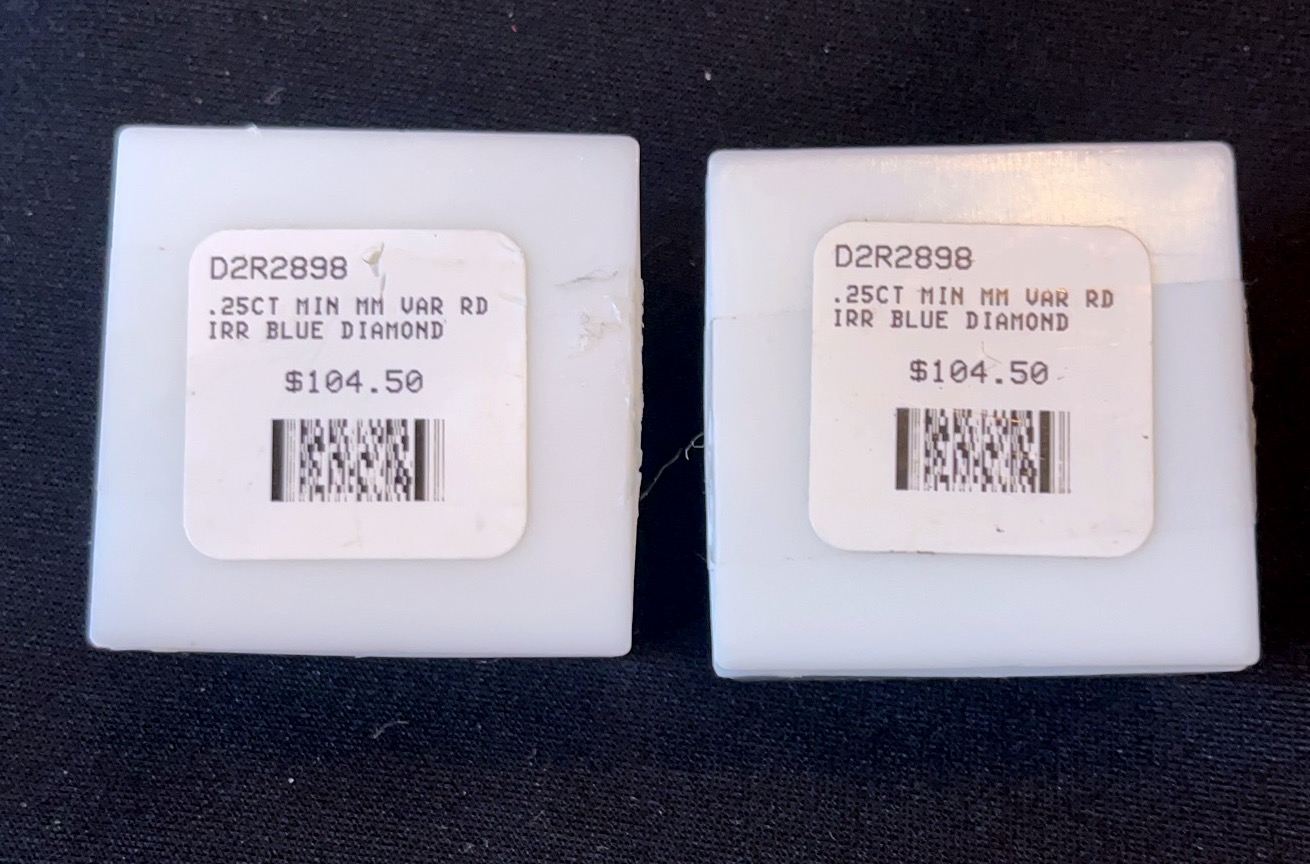 D2R2898
.25CT MIN MM VAR RD
IRR BLUE DIAMOND
$104.50
D2R2898
.25CT MIN MM VAR RD
IRR BLUE DIAMOND
$104.50